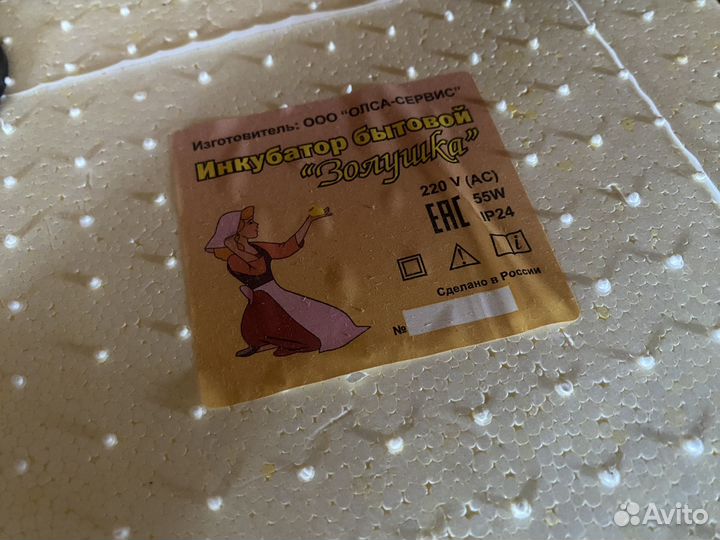 Изготовитель: ООО "ОЛСА-СЕРВИС"
Инкубатор бытовой
"Золушка"
220 V (AC)
55W
IP24
EAC
Сделано в России
№
Avito